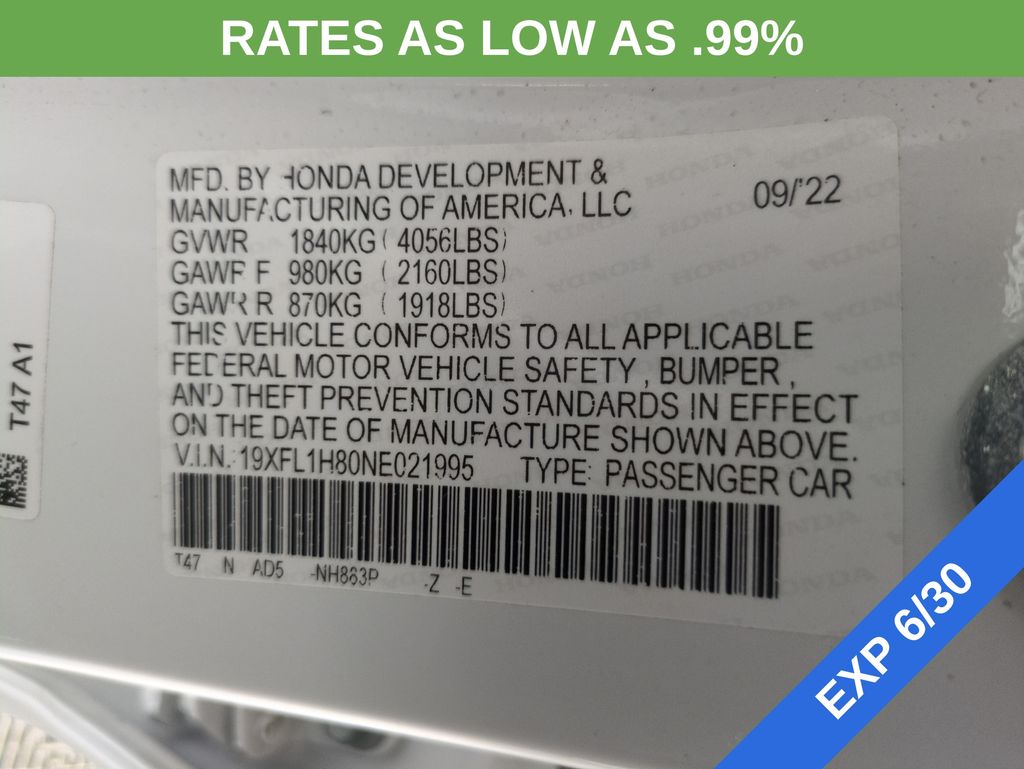 RATES AS LOW AS .99%
MFD. BY HONDA DEVELOPMENT &
MANUFACTURING OF AMERICA, LLC
09/'22
GVWR 1840KG ( 4056LBS)
GAWR F 980KG ( 2160LBS)
GAWR R 870KG ( 1918LBS)
THIS VEHICLE CONFORMS TO ALL APPLICABLE
FEDERAL MOTOR VEHICLE SAFETY, BUMPER,
AND THEFT PREVENTION STANDARDS IN EFFECT
ON THE DATE OF MANUFACTURE SHOWN ABOVE.
V.I.N.: 19XFL1H80NE021995 TYPE: PASSENGER CAR
T47 N AD5 -NH883P -Z -E
T47 A1
HONDA
EXP 6/30